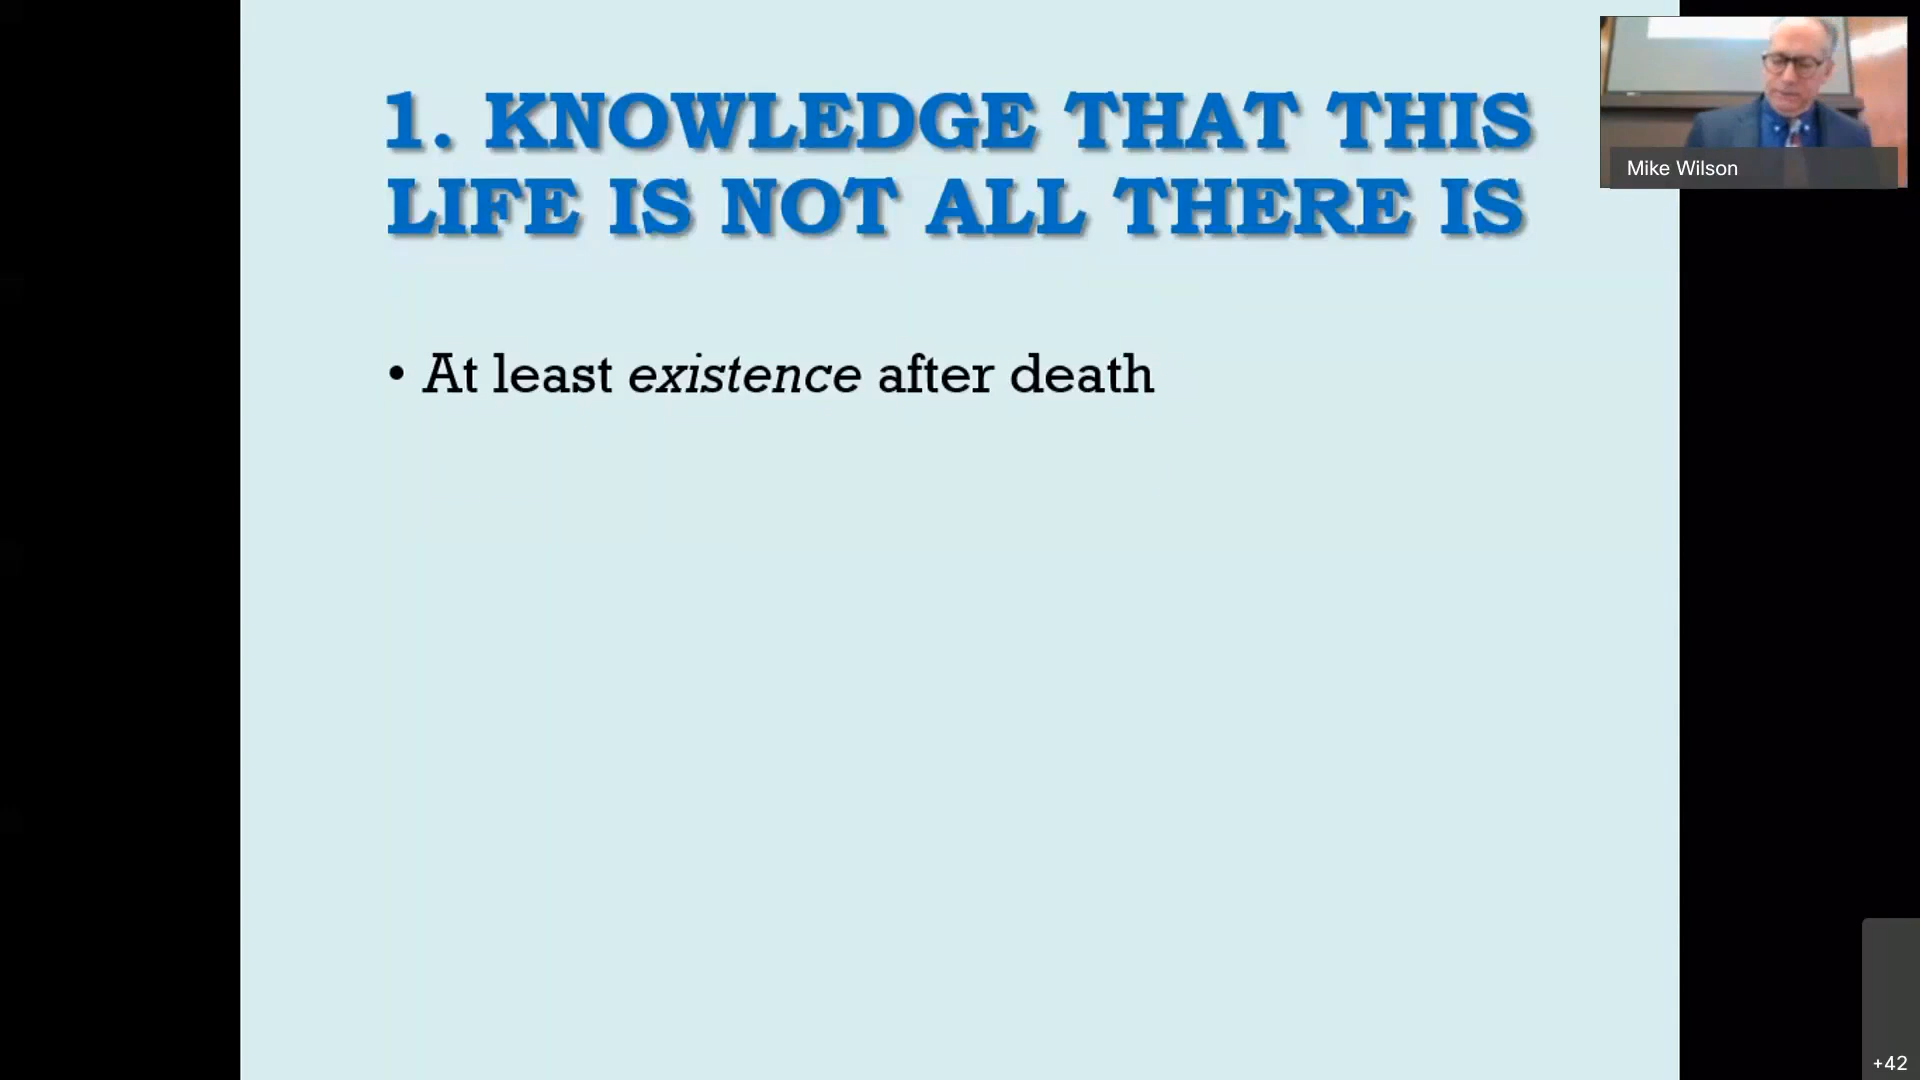 1. KNOWLEDGE THAT THIS
LIFE IS NOT ALL THERE IS
• At least existence after death
Mike Wilson
+42